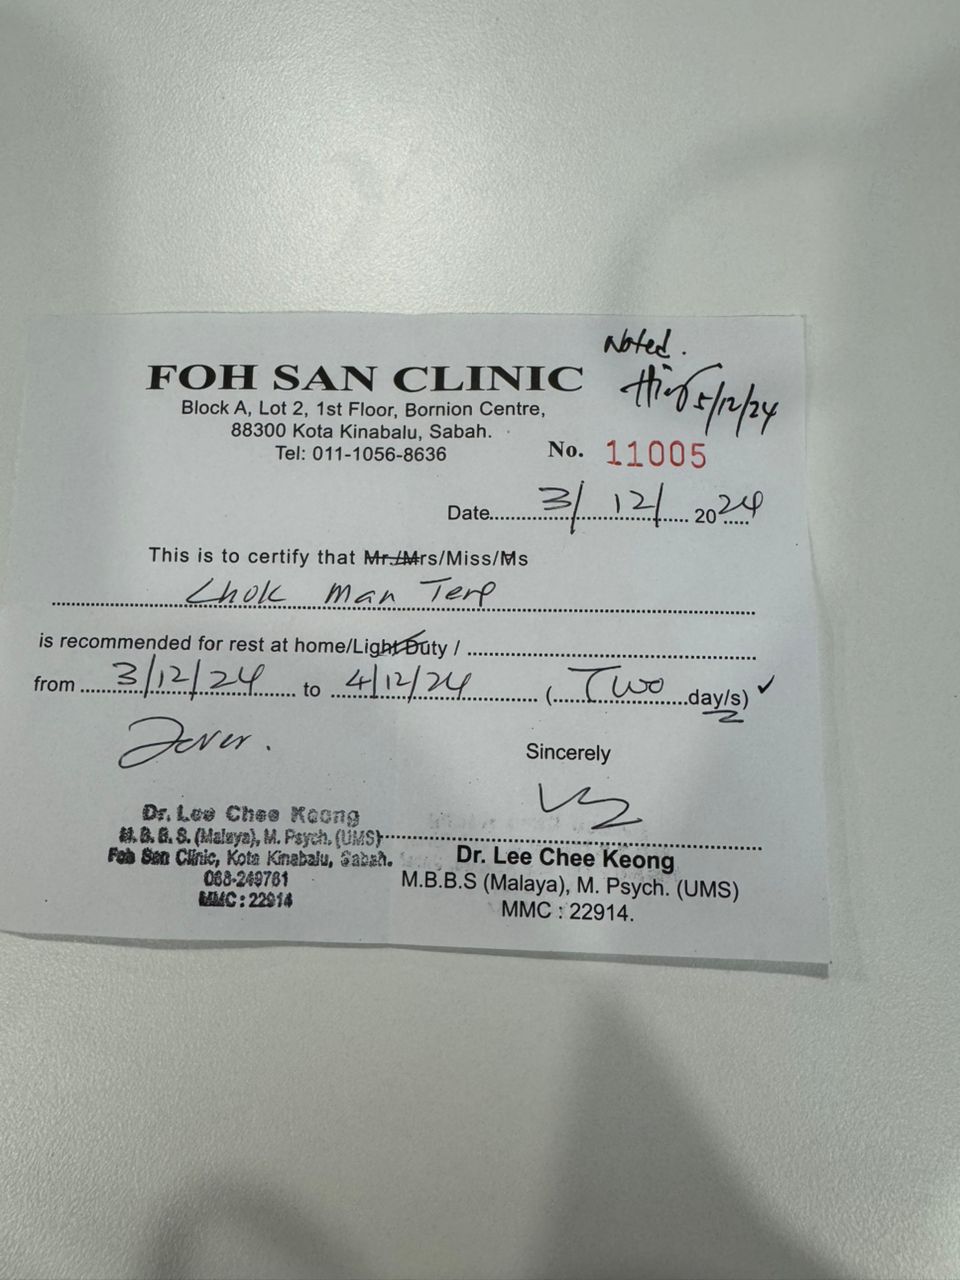 Noted.
5/12/24
FOH SAN CLINIC
Block A, Lot 2, 1st Floor, Bornion Centre,
88300 Kota Kinabalu, Sabah.
Tel: 011-1056-8636
No. 11005
Date 3/12/2024
This is to certify that Mr./Mrs/Miss/Ms
Chok Man Terp
is recommended for rest at home/Light Duty /
from 3/12/24 to 4/12/24 (Two day/s) ✓
Fever.
Sincerely
Dr. Lee Chee Keong
M.B.B.S. (Malaya), M. Psych. (UMS)
Foh San Clinic, Kota Kinabalu, Sabah.
088-249781
MMC : 22914
Dr. Lee Chee Keong
M.B.B.S (Malaya), M. Psych. (UMS)
MMC : 22914.